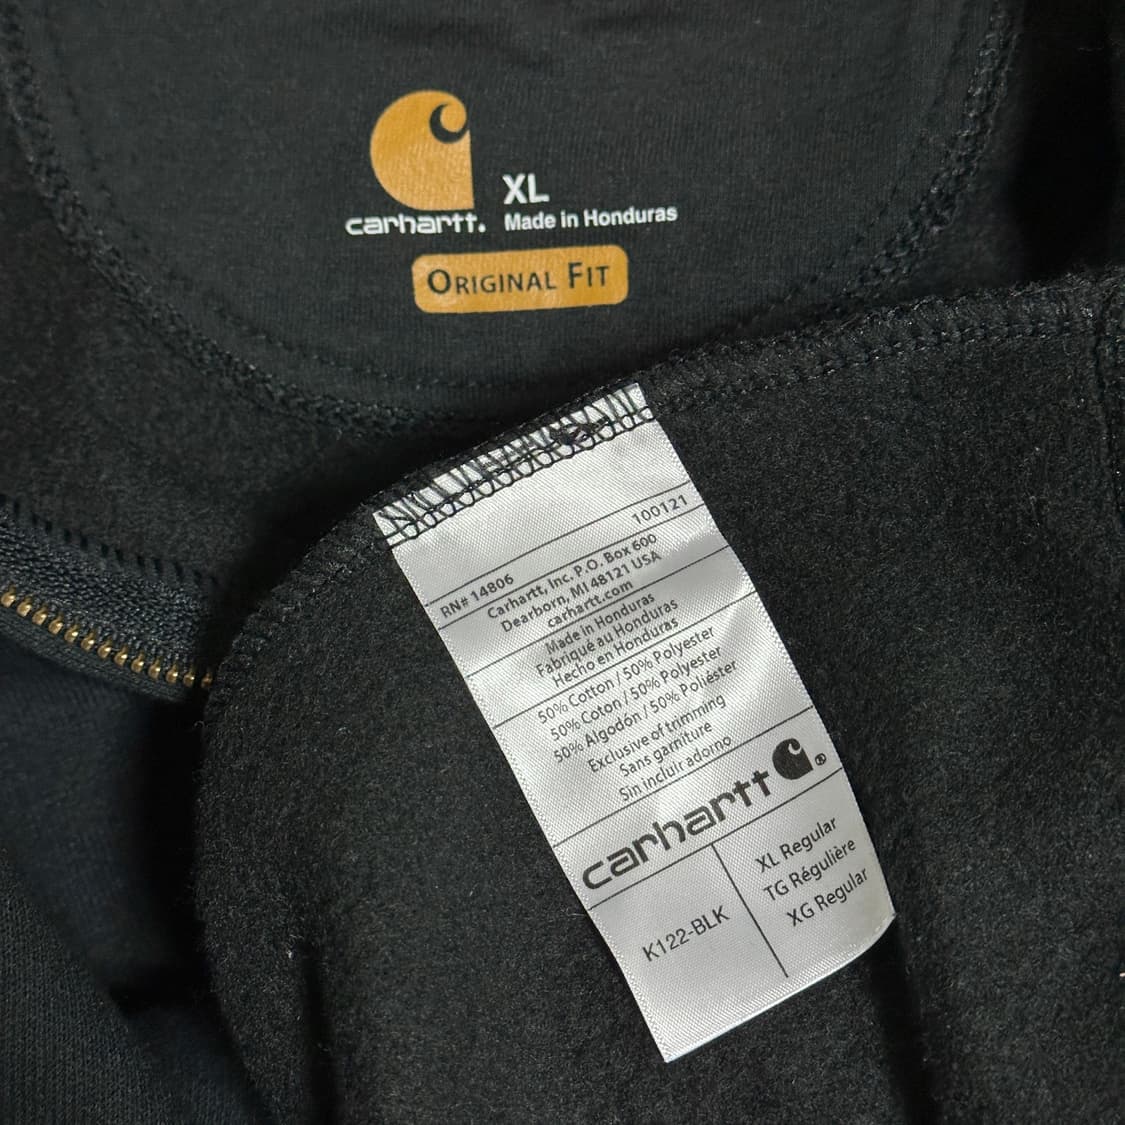 XL
carhartt. Made in Honduras
ORIGINAL FIT
100121
RN# 14806
Carhartt, Inc. P.O. Box 600
Dearborn, MI 48121 USA
carhartt.com
Made in Honduras
Fabriqué au Honduras
Hecho en Honduras
50% Cotton / 50% Polyester
50% Coton / 50% Polyester
50% Algodón / 50% Poliéster
Exclusive of trimming
Sans garniture
Sin incluir adorno
carhartt ®
K122-BLK
XL Regular
TG Régulière
XG Regular